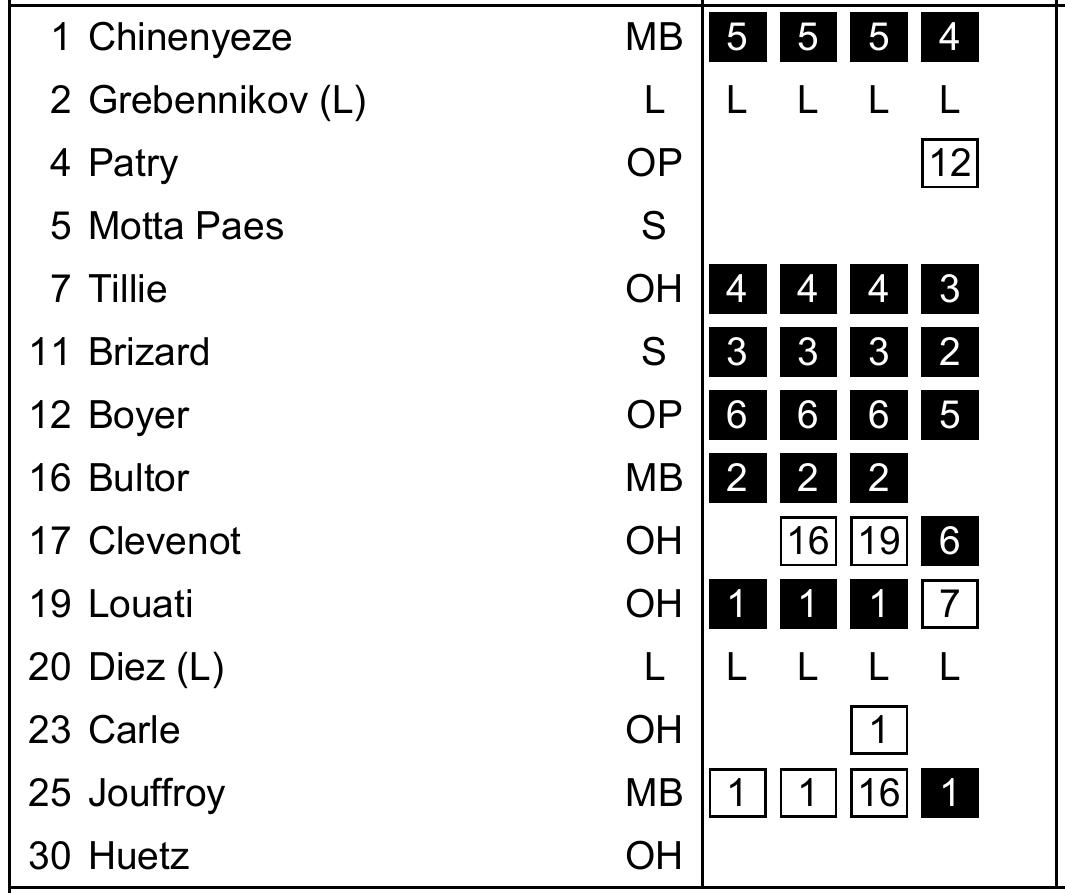 1 Chinenyeze MB 5 5 5 4
2 Grebennikov (L) L L L L L
4 Patry OP 12
5 Motta Paes S
7 Tillie OH 4 4 4 3
11 Brizard S 3 3 3 2
12 Boyer OP 6 6 6 5
16 Bultor MB 2 2 2
17 Clevenot OH 16 19 6
19 Louati OH 1 1 1 7
20 Diez (L) L L L L L
23 Carle OH 1
25 Jouffroy MB 1 1 16 1
30 Huetz OH